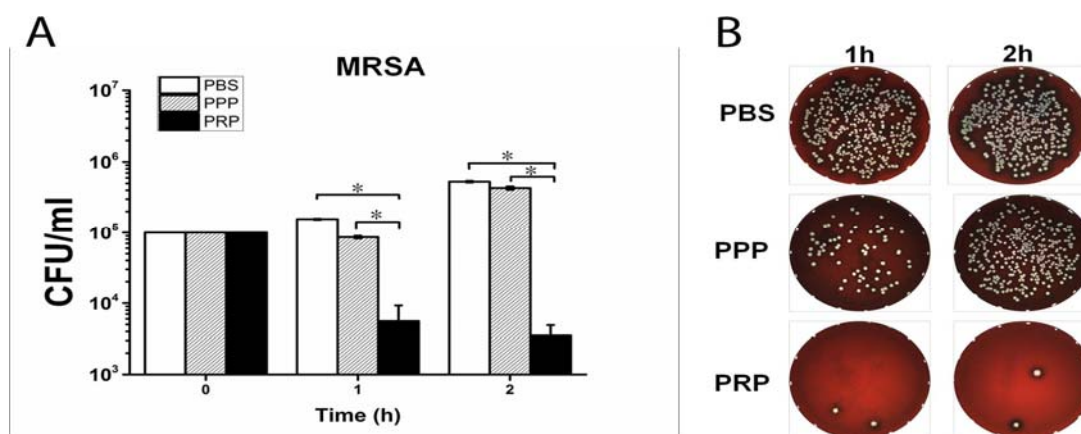 A
MRSA
PBS
PPP
PRP
CFU/ml
10⁷
10⁶
10⁵
10⁴
10³
*
*
*
*
0
1
2
Time (h)
B
1h
2h
PBS
PPP
PRP